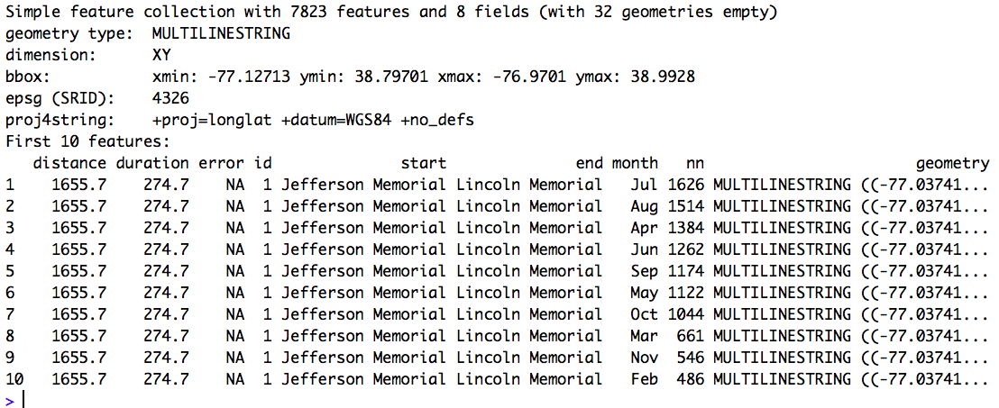 Simple feature collection with 7823 features and 8 fields (with 32 geometries empty)
geometry type:  MULTILINESTRING
dimension:      XY
bbox:           xmin: -77.12713 ymin: 38.79701 xmax: -76.9701 ymax: 38.9928
epsg (SRID):    4326
proj4string:    +proj=longlat +datum=WGS84 +no_defs
First 10 features:
   distance duration error id              start              end month   nn                       geometry
1    1655.7    274.7    NA  1 Jefferson Memorial Lincoln Memorial   Jul 1626 MULTILINESTRING ((-77.03741...
2    1655.7    274.7    NA  1 Jefferson Memorial Lincoln Memorial   Aug 1514 MULTILINESTRING ((-77.03741...
3    1655.7    274.7    NA  1 Jefferson Memorial Lincoln Memorial   Apr 1384 MULTILINESTRING ((-77.03741...
4    1655.7    274.7    NA  1 Jefferson Memorial Lincoln Memorial   Jun 1262 MULTILINESTRING ((-77.03741...
5    1655.7    274.7    NA  1 Jefferson Memorial Lincoln Memorial   Sep 1174 MULTILINESTRING ((-77.03741...
6    1655.7    274.7    NA  1 Jefferson Memorial Lincoln Memorial   May 1122 MULTILINESTRING ((-77.03741...
7    1655.7    274.7    NA  1 Jefferson Memorial Lincoln Memorial   Oct 1044 MULTILINESTRING ((-77.03741...
8    1655.7    274.7    NA  1 Jefferson Memorial Lincoln Memorial   Mar  661 MULTILINESTRING ((-77.03741...
9    1655.7    274.7    NA  1 Jefferson Memorial Lincoln Memorial   Nov  546 MULTILINESTRING ((-77.03741...
10   1655.7    274.7    NA  1 Jefferson Memorial Lincoln Memorial   Feb  486 MULTILINESTRING ((-77.03741...
>